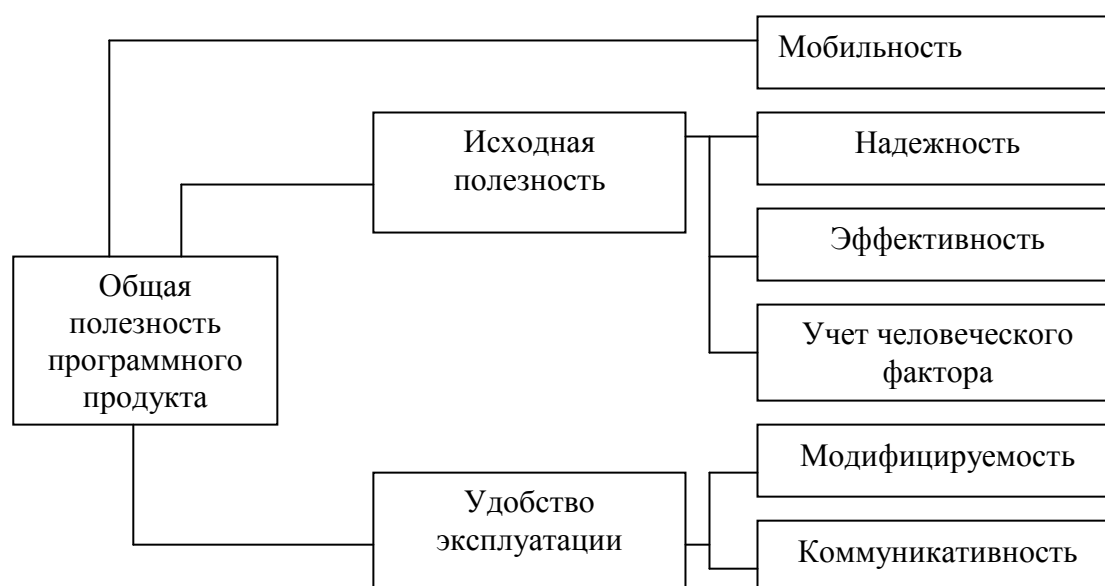 Мобильность
Исходная
полезность
Надежность
Эффективность
Общая
полезность
программного
продукта
Учет человеческого
фактора
Модифицируемость
Удобство
эксплуатации
Коммуникативность